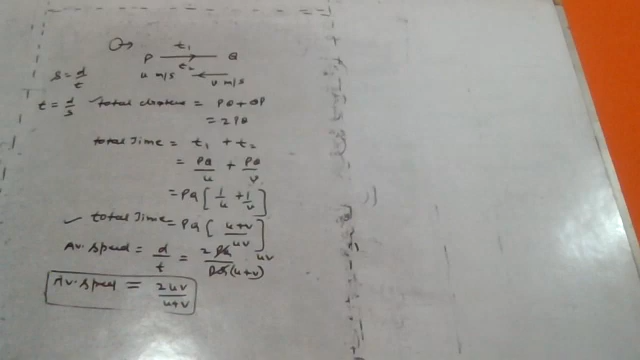 t₁
P ⟶ Q
t₂
u m/s ⟵ v m/s
s = d/t
t = d/s
Total distance = PQ + QP
= 2PQ
Total Time = t₁ + t₂
= PQ/u + PQ/v
= PQ [1/u + 1/v]
Total Time = PQ [u+v/uv]
Av. Speed = d/t = 2PQ/PQ(u+v) · uv
Av. Speed = 2uv/u+v